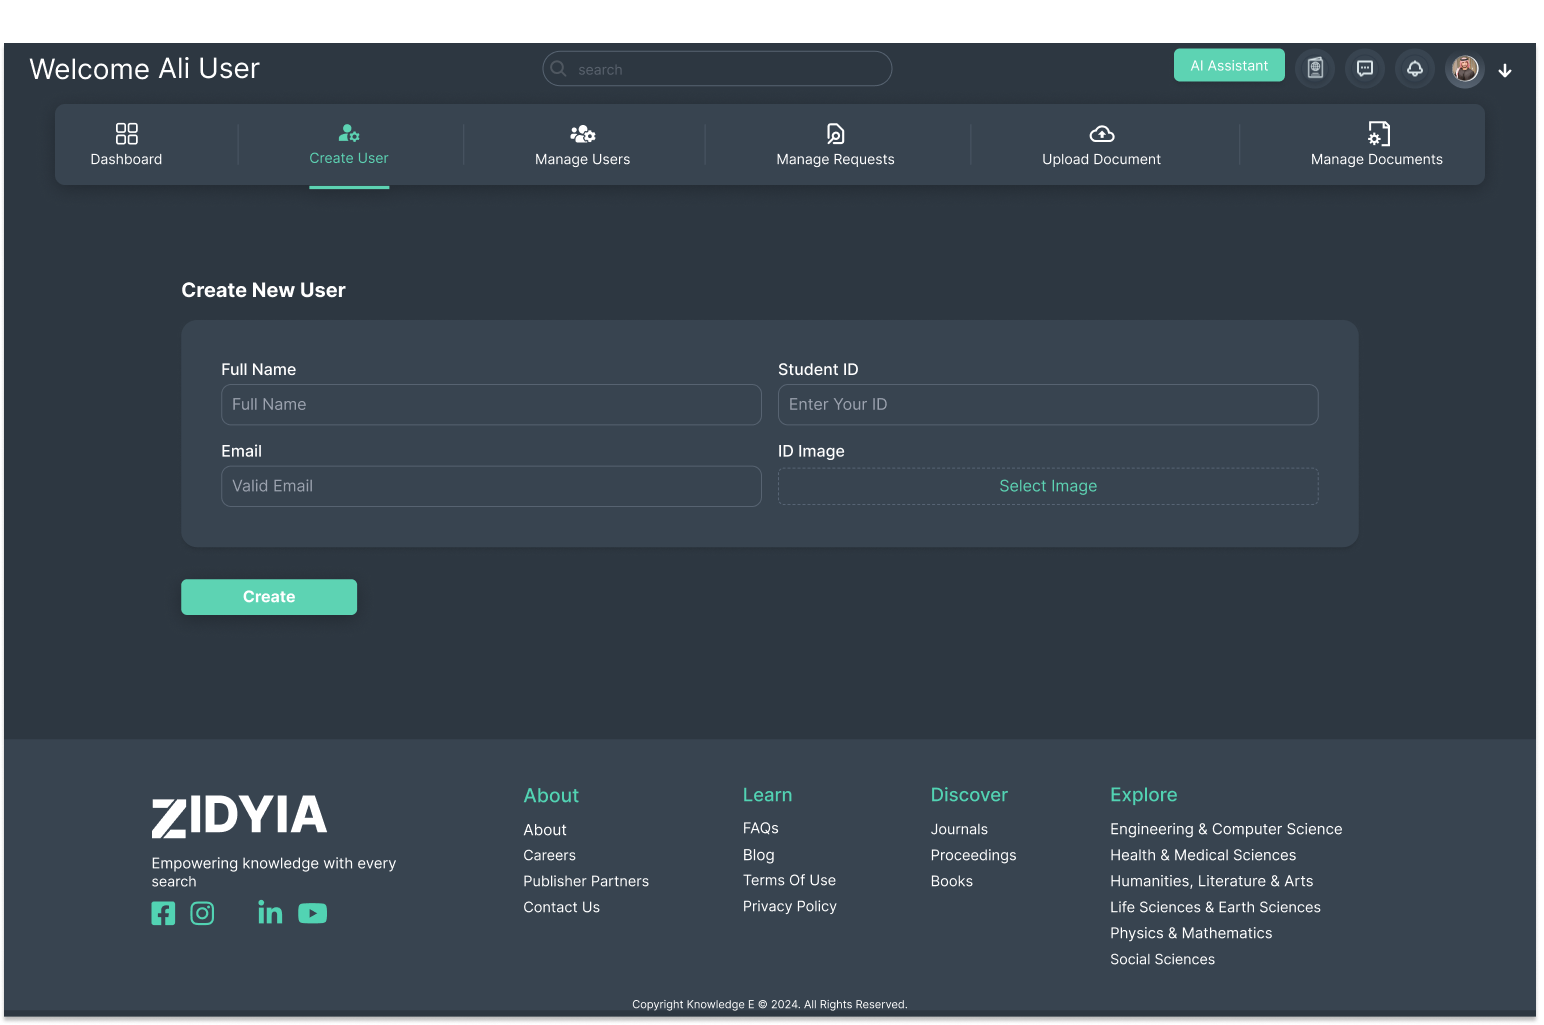 Welcome Ali User
search
AI Assistant
Dashboard
Create User
Manage Users
Manage Requests
Upload Document
Manage Documents
Create New User
Full Name
Full Name
Student ID
Enter Your ID
Email
Valid Email
ID Image
Select Image
Create
ZIDYIA
Empowering knowledge with every
search
About
About
Careers
Publisher Partners
Contact Us
Learn
FAQs
Blog
Terms Of Use
Privacy Policy
Discover
Journals
Proceedings
Books
Explore
Engineering & Computer Science
Health & Medical Sciences
Humanities, Literature & Arts
Life Sciences & Earth Sciences
Physics & Mathematics
Social Sciences
Copyright Knowledge E © 2024. All Rights Reserved.